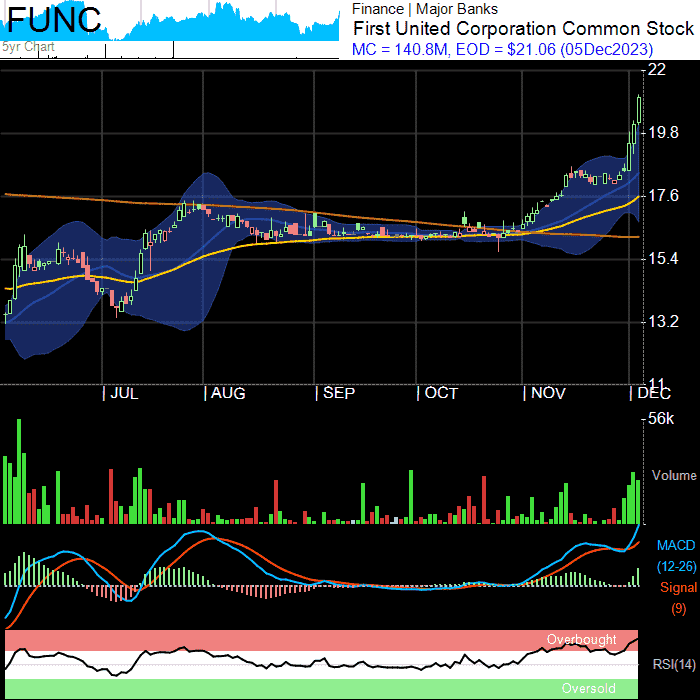 FUNC
5yr Chart
Finance | Major Banks
First United Corporation Common Stock
MC = 140.8M, EOD = $21.06 (05Dec2023)
22
19.8
17.6
15.4
13.2
11
| JUL | AUG | SEP | OCT | NOV | DEC
56k
Volume
MACD
(12-26)
Signal
(9)
Overbought
RSI(14)
Oversold